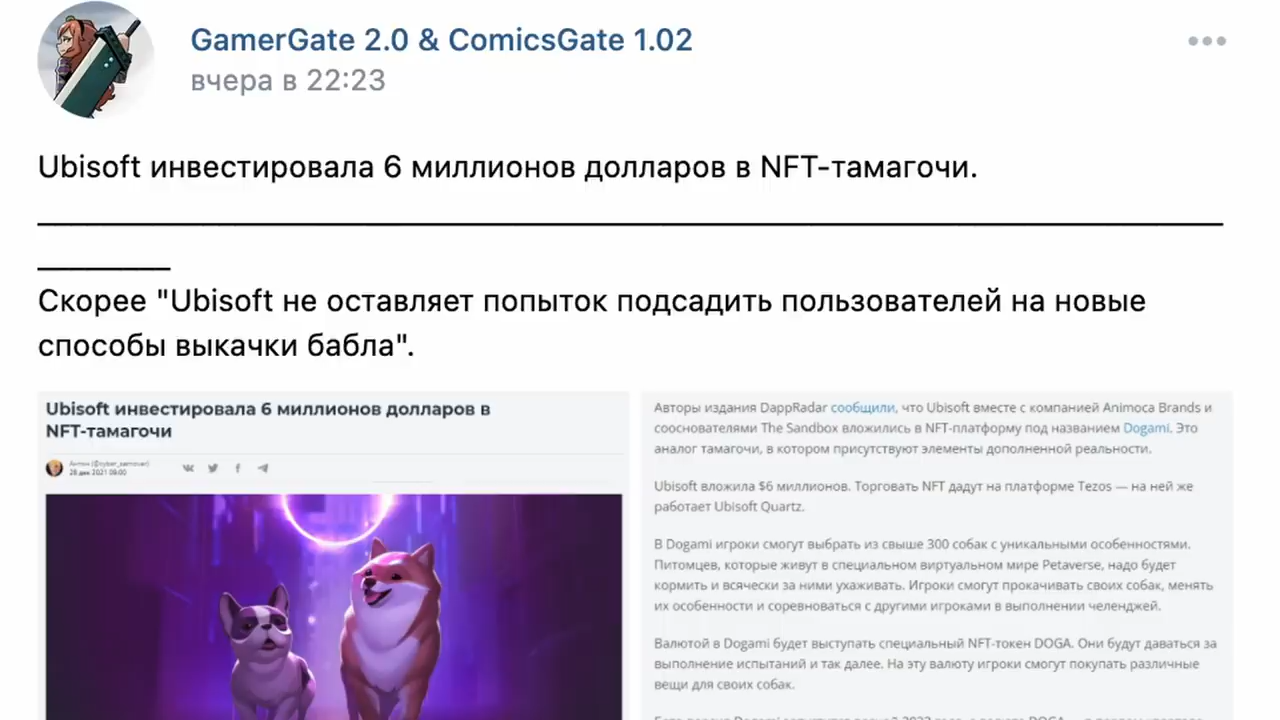 GamerGate 2.0 & ComicsGate 1.02
вчера в 22:23
Ubisoft инвестировала 6 миллионов долларов в NFT-тамагочи.
Скорее "Ubisoft не оставляет попыток подсадить пользователей на новые
способы выкачки бабла".
Ubisoft инвестировала 6 миллионов долларов в
NFT-тамагочи
28 дек 2021 08:00
Авторы издания DappRadar сообщили, что Ubisoft вместе с компанией Animoca Brands и
сооснователями The Sandbox вложились в NFT-платформу под названием Dogami. Это
аналог тамагочи, в котором присутствуют элементы дополненной реальности.
Ubisoft вложила $6 миллионов. Торговать NFT дадут на платформе Tezos — на ней же
работает Ubisoft Quartz.
В Dogami игроки смогут выбрать из свыше 300 собак с уникальными особенностями.
Питомцев, которые живут в специальном виртуальном мире Petaverse, надо будет
кормить и всячески за ними ухаживать. Игроки смогут прокачивать своих собак, менять
их особенности и соревноваться с другими игроками в выполнении челенджей.
Валютой в Dogami будет выступать специальный NFT-токен DOGA. Они будут даваться за
выполнение испытаний и так далее. На эту валюту игроки смогут покупать различные
вещи для своих собак.